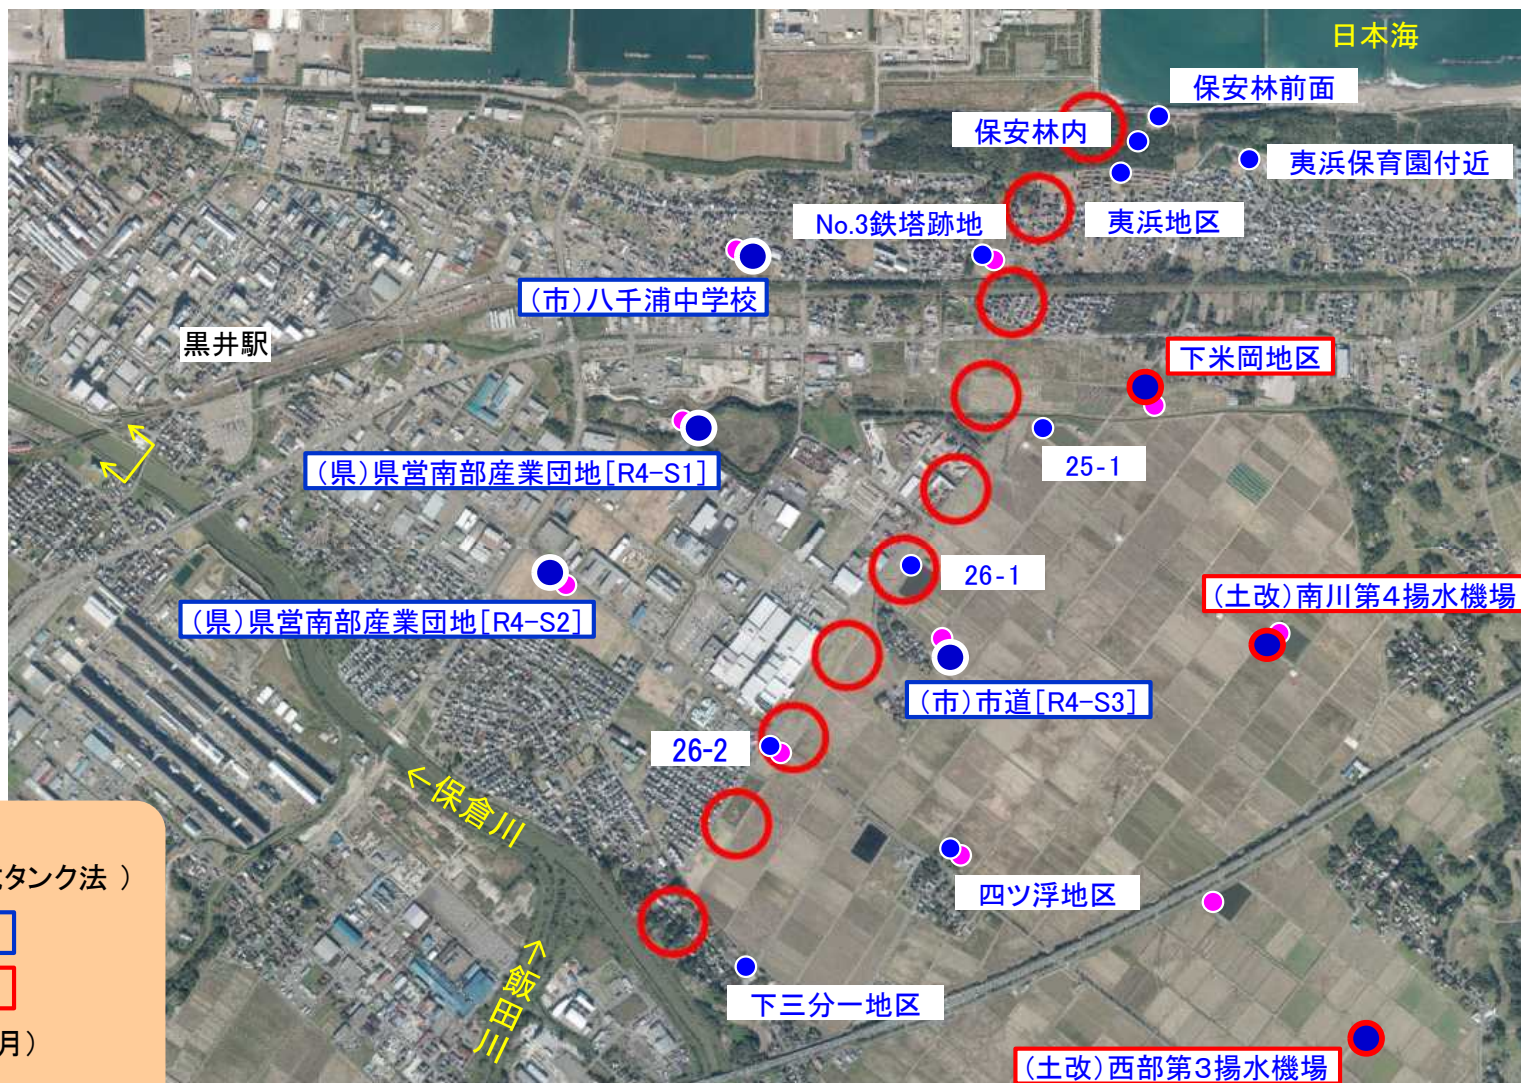 日本海
保安林前面
保安林内
夷浜保育園付近
No.3鉄塔跡地
夷浜地区
(市)八千浦中学校
黒井駅
下米岡地区
(県)県営南部産業団地[R4-S1]
25-1
26-1
(土改)南川第4揚水機場
(県)県営南部産業団地[R4-S2]
(市)市道[R4-S3]
26-2
←保倉川
タンク法 )
四ツ浮地区
→飯田川
下三分一地区
月)
(土改)西部第3揚水機場